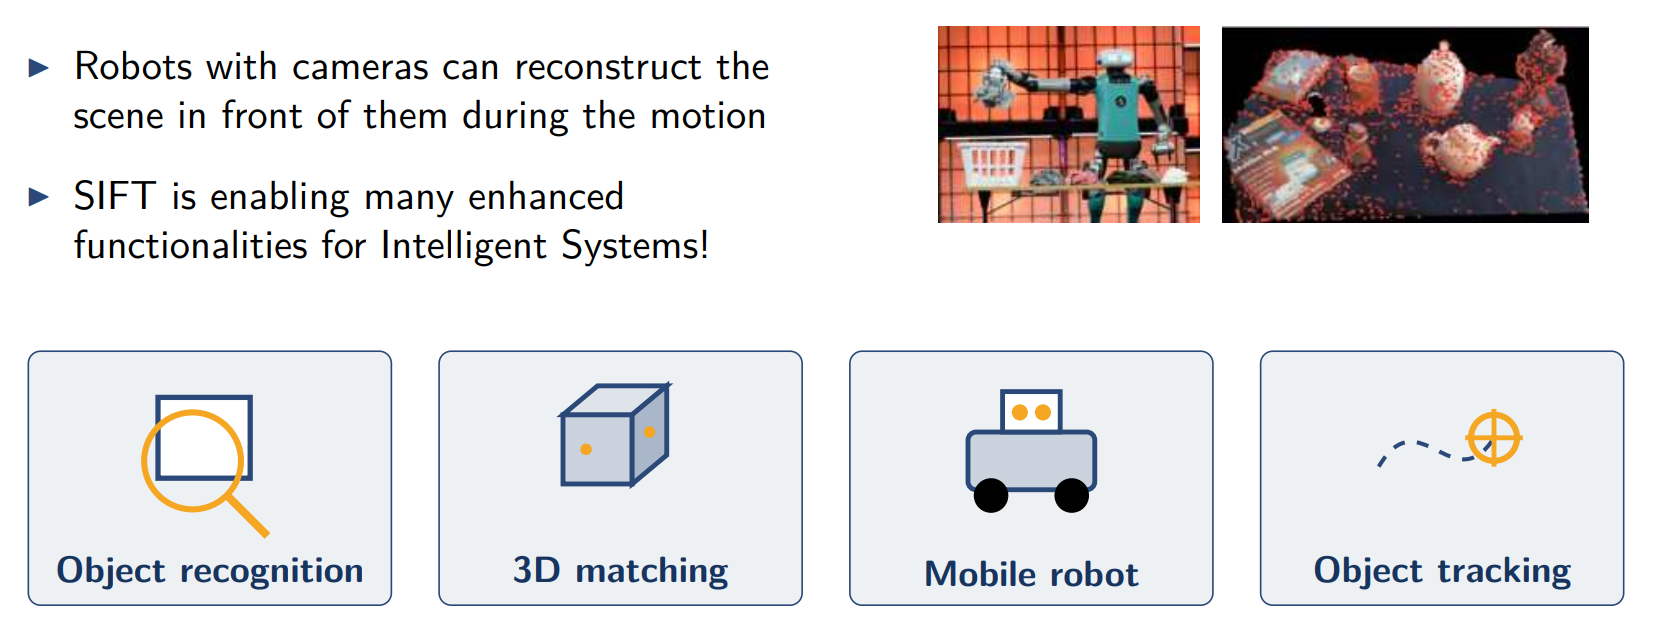 Robots with cameras can reconstruct the
scene in front of them during the motion
SIFT is enabling many enhanced
functionalities for Intelligent Systems!
Object recognition
3D matching
Mobile robot
Object tracking